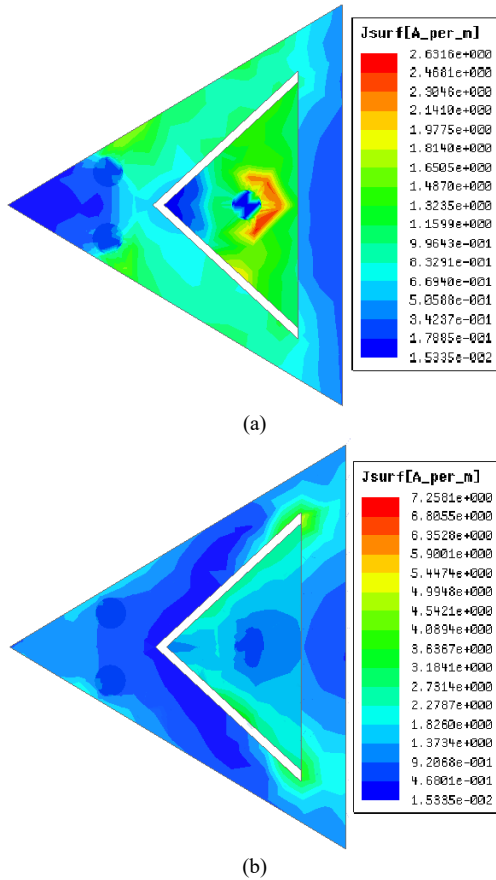 Jsurf[A_per_m]
2.6316e+000
2.4681e+000
2.3046e+000
2.1410e+000
1.9775e+000
1.8140e+000
1.6505e+000
1.4870e+000
1.3235e+000
1.1599e+000
9.9643e-001
8.3291e-001
6.6940e-001
5.0588e-001
3.4237e-001
1.7885e-001
1.5335e-002
(a)
Jsurf[A_per_m]
7.2581e+000
6.8055e+000
6.3528e+000
5.9001e+000
5.4474e+000
4.9948e+000
4.5421e+000
4.0894e+000
3.6367e+000
3.1841e+000
2.7314e+000
2.2787e+000
1.8260e+000
1.3734e+000
9.2068e-001
4.6801e-001
1.5335e-002
(b)